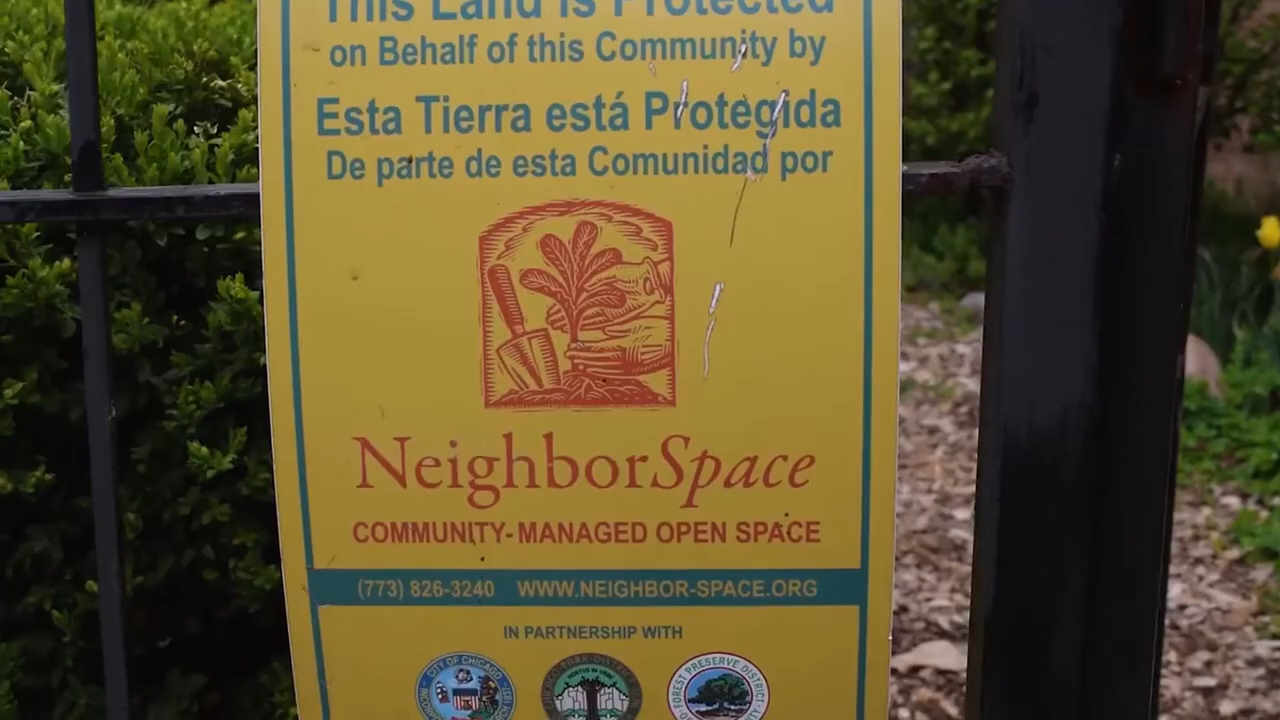 This Land is Protected
on Behalf of this Community by
Esta Tierra está Protegida
De parte de esta Comunidad por
NeighborSpace
COMMUNITY-MANAGED OPEN SPACE
(773) 826-3240 WWW.NEIGHBOR-SPACE.ORG
IN PARTNERSHIP WITH
CITY OF CHICAGO
PARK DISTRICT
FOREST PRESERVE DISTRICT